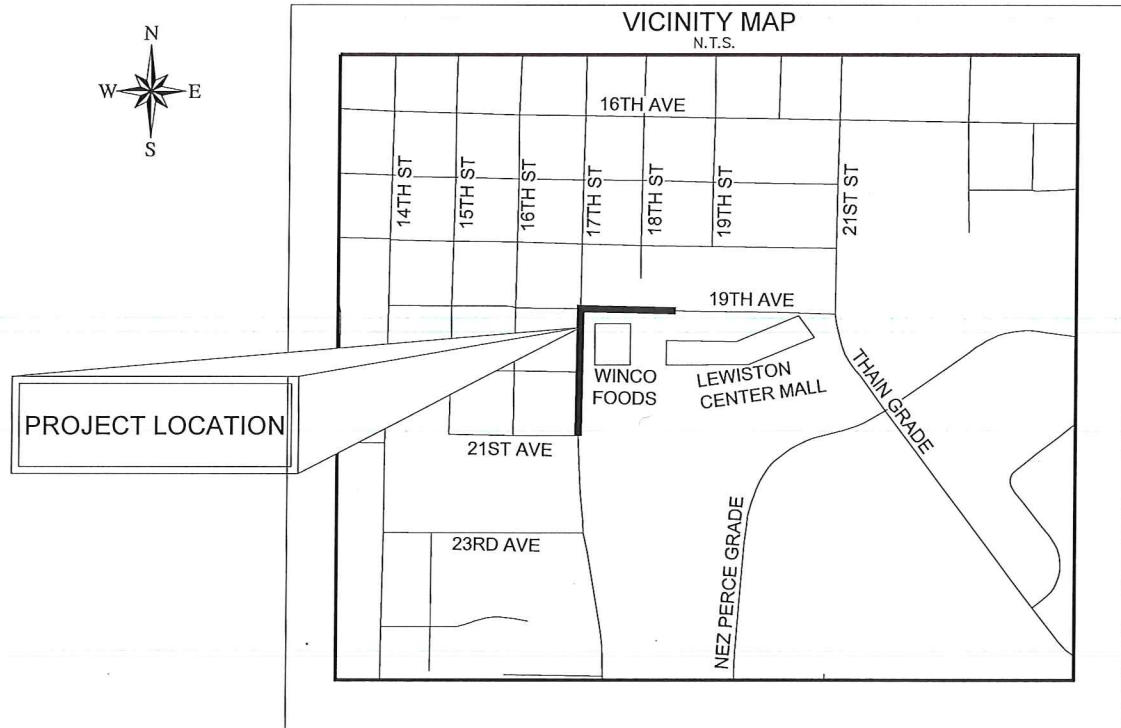 VICINITY MAP
N.T.S.
N
W E
S
16TH AVE
14TH ST
15TH ST
16TH ST
17TH ST
18TH ST
19TH ST
21ST ST
19TH AVE
WINCO
FOODS
LEWISTON
CENTER MALL
THAIN GRADE
PROJECT LOCATION
21ST AVE
23RD AVE
NEZ PERCE GRADE